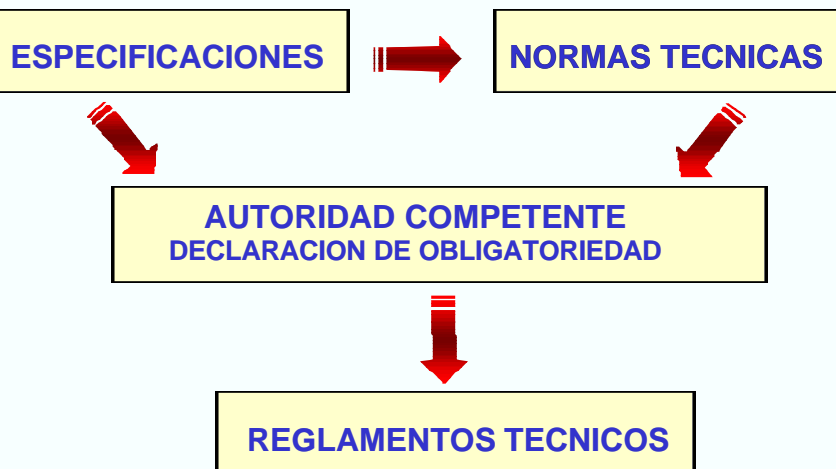 ESPECIFICACIONES
NORMAS TECNICAS
AUTORIDAD COMPETENTE
DECLARACION DE OBLIGATORIEDAD
REGLAMENTOS TECNICOS